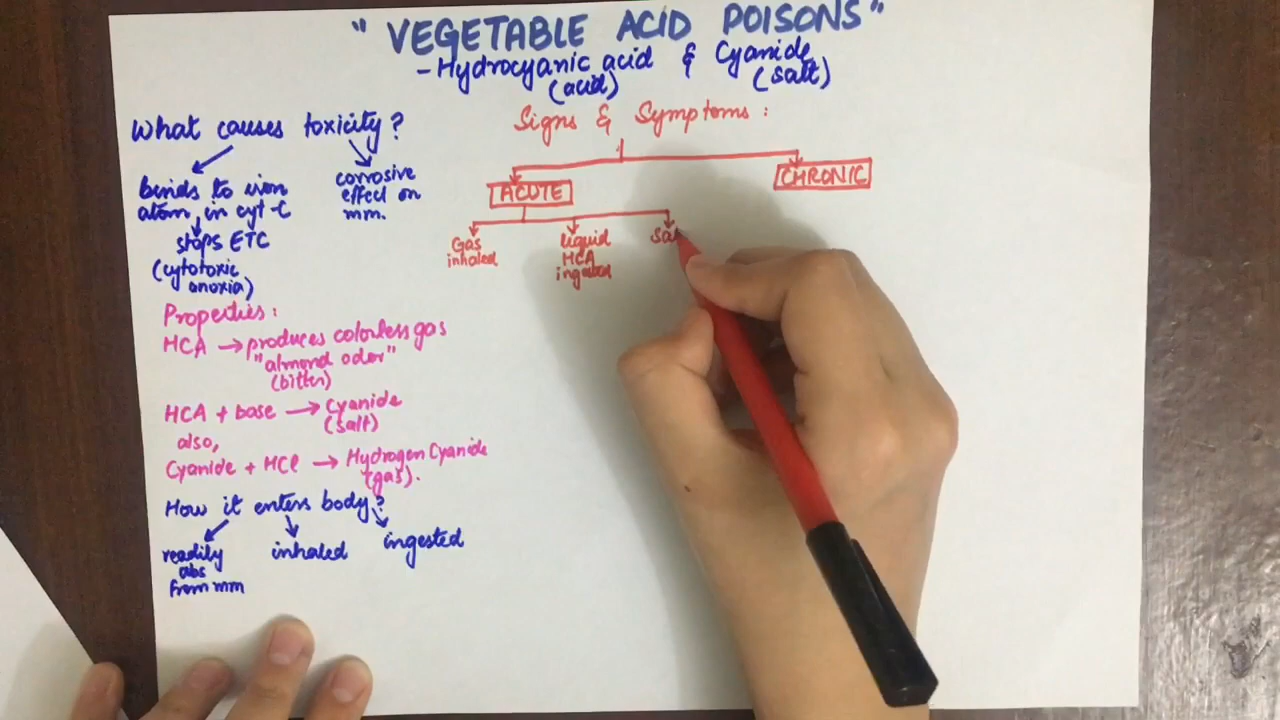 "VEGETABLE ACID POISONS"
- Hydrocyanic acid & Cyanide
(acid) (salt)
What causes toxicity?
binds to iron
atom in cyt-C
stops ETC
(cytotoxic
anoxia)
corrosive
effect on
mm.
Properties:
HCA → produces colorless gas
"almond odor"
(bitter)
HCA + base → Cyanide
(salt)
also,
Cyanide + HCl → Hydrogen Cyanide
(gas).
How it enters body?
readily
abs
from mm
inhaled
ingested
Signs & Symptoms:
ACUTE
CHRONIC
Gas
inhaled
liquid
HCA
ingested